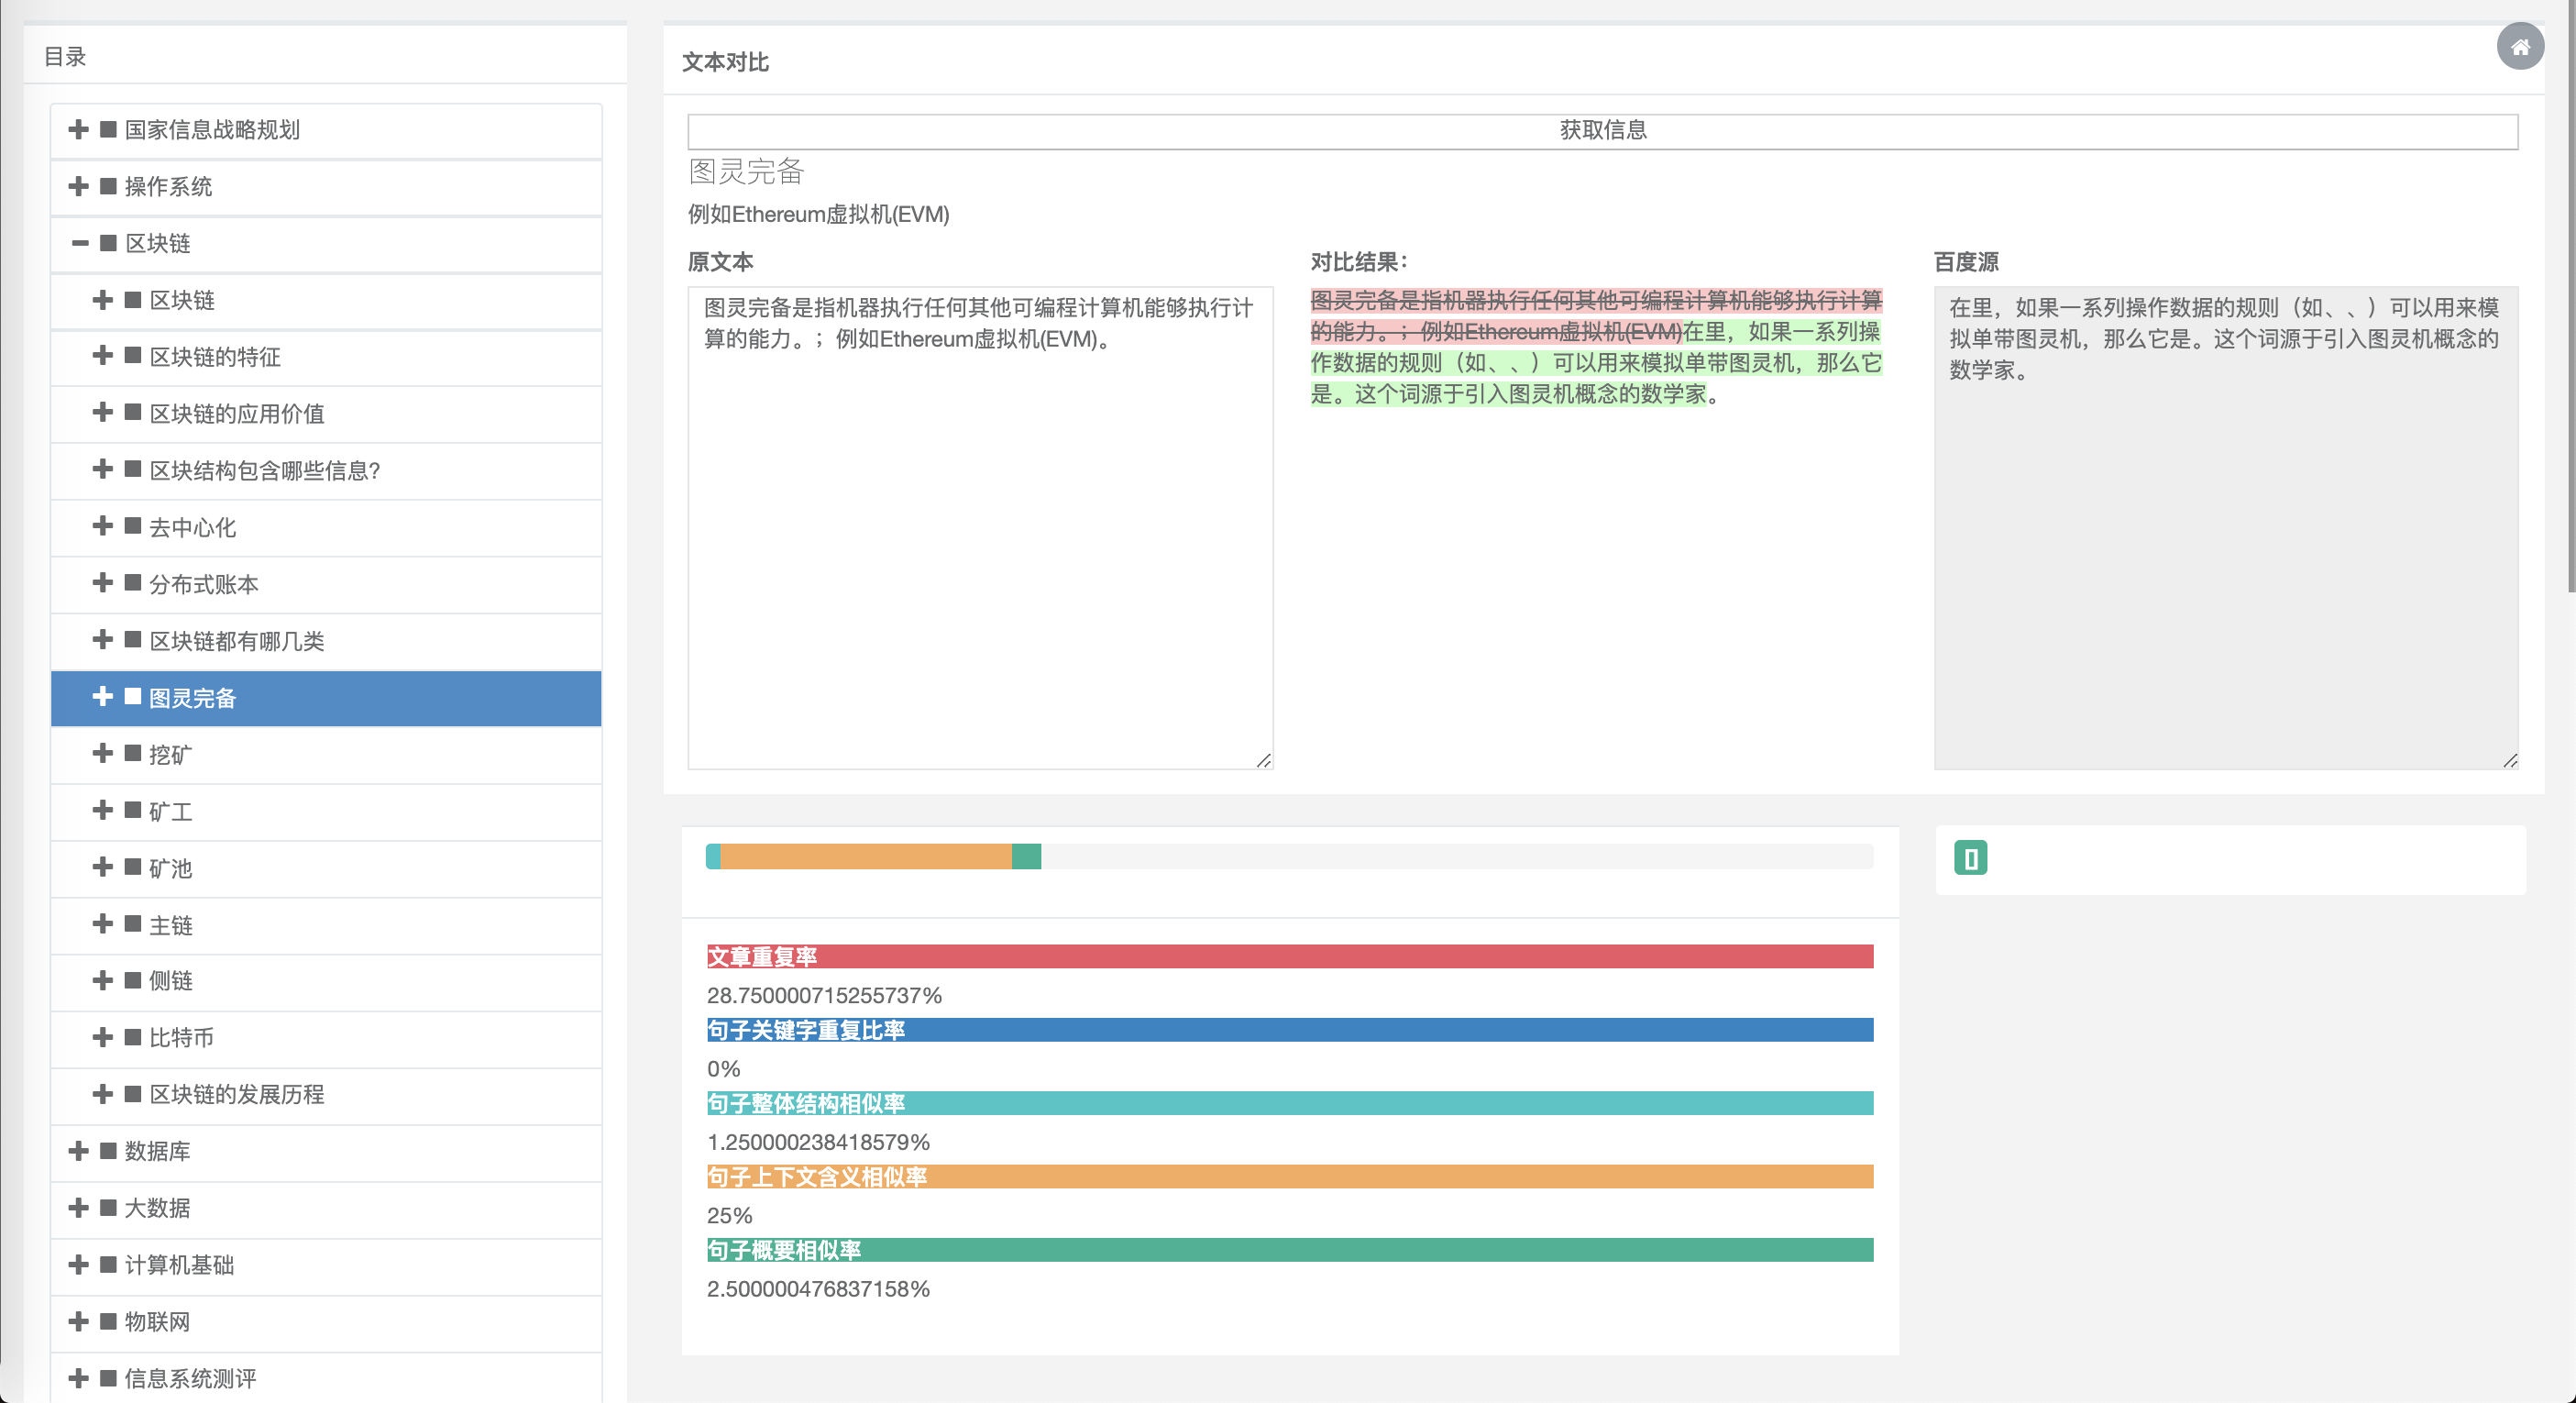 目录
国家信息战略规划
操作系统
区块链
区块链
区块链的特征
区块链的应用价值
区块结构包含哪些信息?
去中心化
分布式账本
区块链都有哪几类
图灵完备
挖矿
矿工
矿池
主链
侧链
比特币
区块链的发展历程
数据库
大数据
计算机基础
物联网
信息系统测评
文本对比
获取信息
图灵完备
例如Ethereum虚拟机(EVM)
原文本
图灵完备是指机器执行任何其他可编程计算机能够执行计
算的能力。；例如Ethereum虚拟机(EVM)。
对比结果：
图灵完备是指机器执行任何其他可编程计算机能够执行计算
的能力。；例如Ethereum虚拟机(EVM)在里，如果一系列操
作数据的规则（如、、）可以用来模拟单带图灵机，那么它
是。这个词源于引入图灵机概念的数学家。
百度源
在里，如果一系列操作数据的规则（如、、）可以用来模
拟单带图灵机，那么它是。这个词源于引入图灵机概念的
数学家。
[]
文章重复率
28.750000715255737%
句子关键字重复比率
0%
句子整体结构相似率
1.250000238418579%
句子上下文含义相似率
25%
句子概要相似率
2.500000476837158%